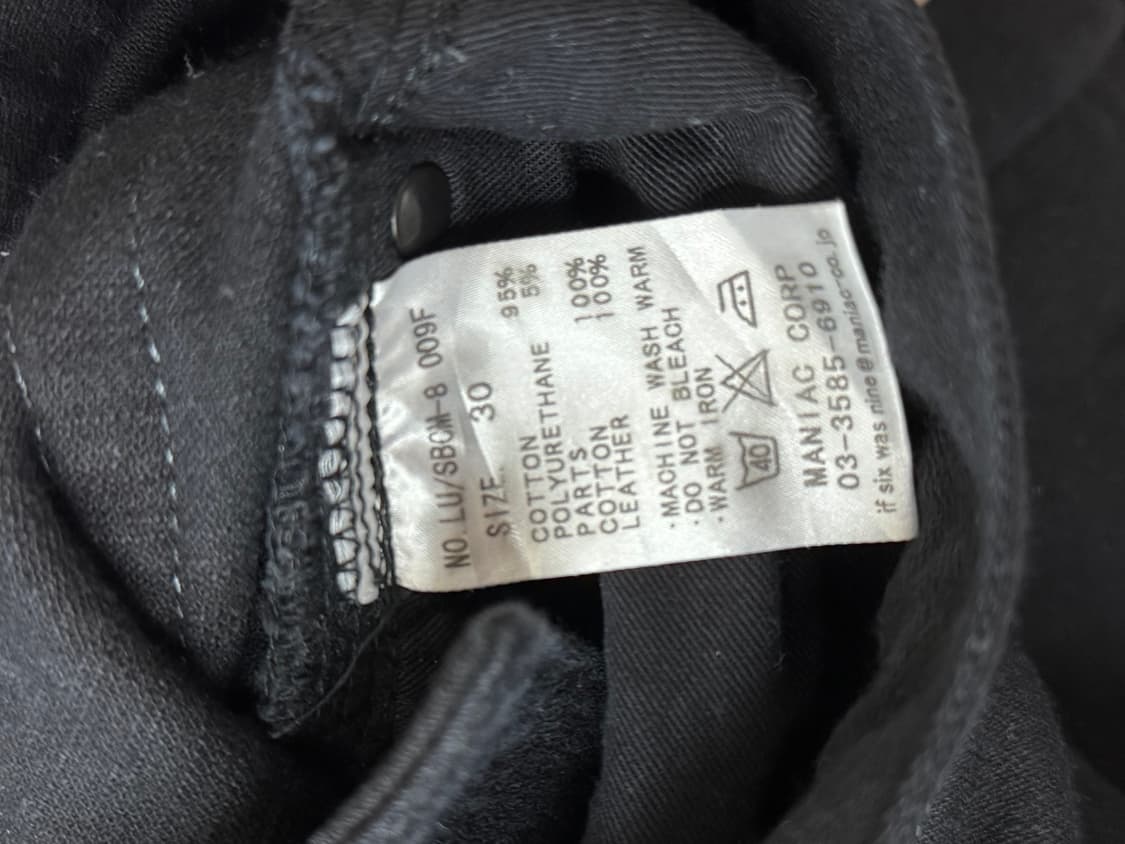 NO.LU/SBCM-8 009F
SIZE 30
COTTON 95%
POLYURETHANE 5%
PARTS
COTTON 100%
LEATHER 100%
·MACHINE WASH WARM
·DO NOT BLEACH
·WARM IRON
40
MANIAC CORP
03-3585-6910
if six was nine@maniac-co.jp